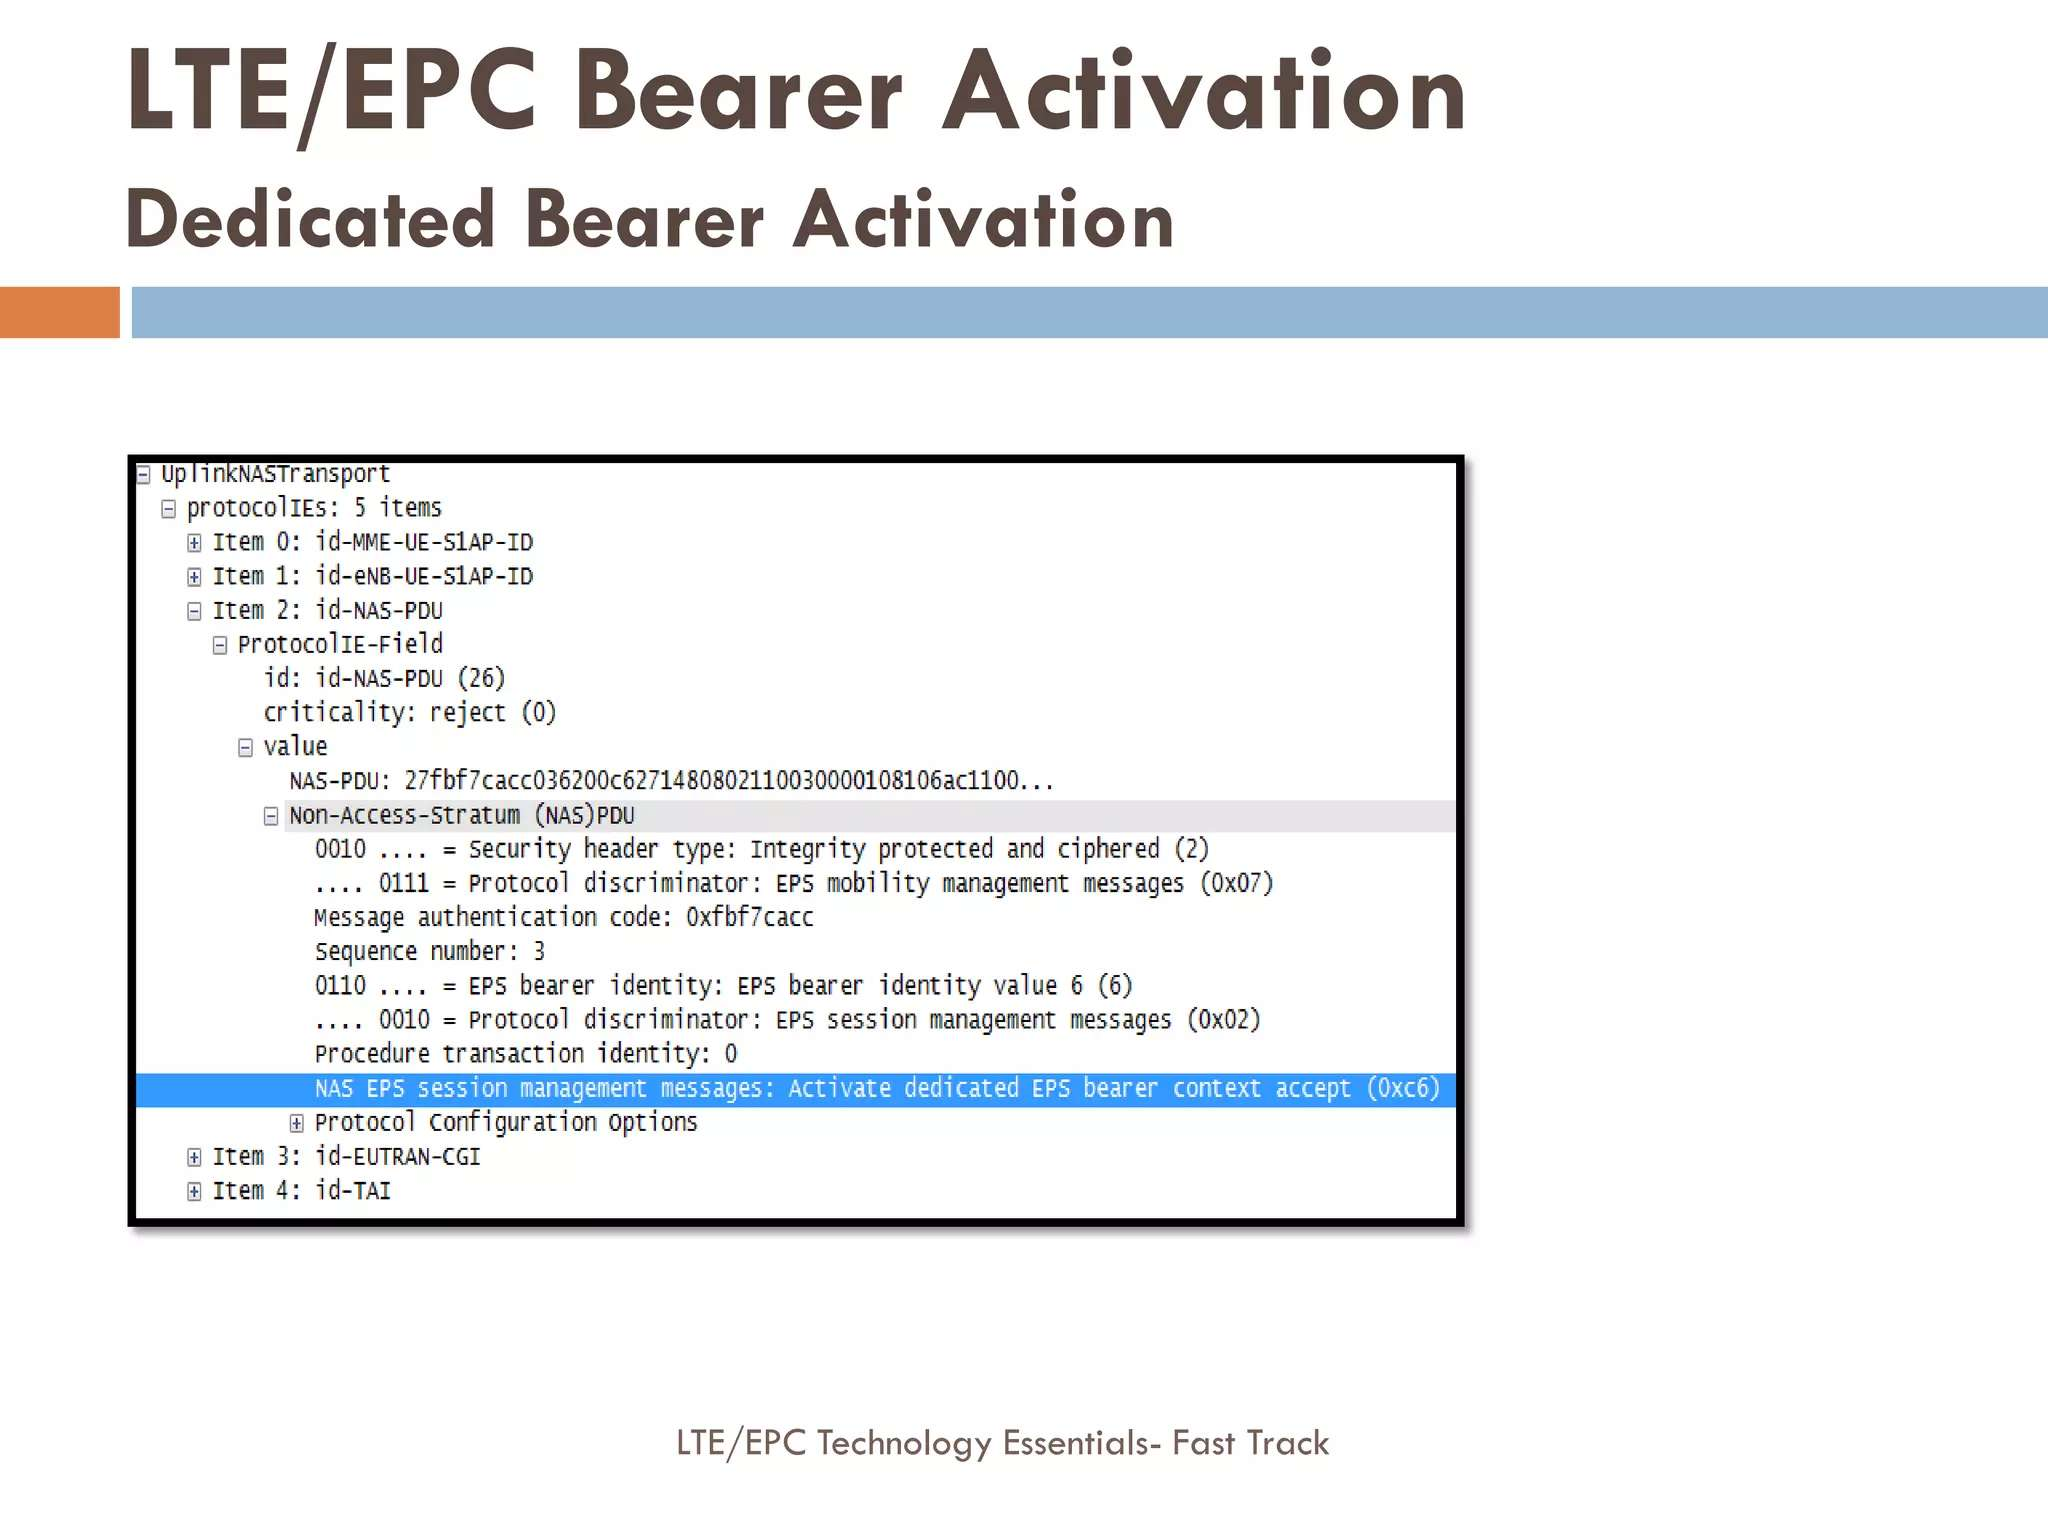 LTE/EPC Bearer Activation
Dedicated Bearer Activation
UplinkNASTransport
protocolIEs: 5 items
Item 0: id-MME-UE-S1AP-ID
Item 1: id-eNB-UE-S1AP-ID
Item 2: id-NAS-PDU
ProtocolIE-Field
id: id-NAS-PDU (26)
criticality: reject (0)
value
NAS-PDU: 27fbf7cacc036200c6271480802110030000108106ac1100...
Non-Access-Stratum (NAS)PDU
0010 .... = Security header type: Integrity protected and ciphered (2)
.... 0111 = Protocol discriminator: EPS mobility management messages (0x07)
Message authentication code: 0xfbf7cacc
Sequence number: 3
0110 .... = EPS bearer identity: EPS bearer identity value 6 (6)
.... 0010 = Protocol discriminator: EPS session management messages (0x02)
Procedure transaction identity: 0
NAS EPS session management messages: Activate dedicated EPS bearer context accept (0xc6)
Protocol Configuration Options
Item 3: id-EUTRAN-CGI
Item 4: id-TAI
LTE/EPC Technology Essentials- Fast Track